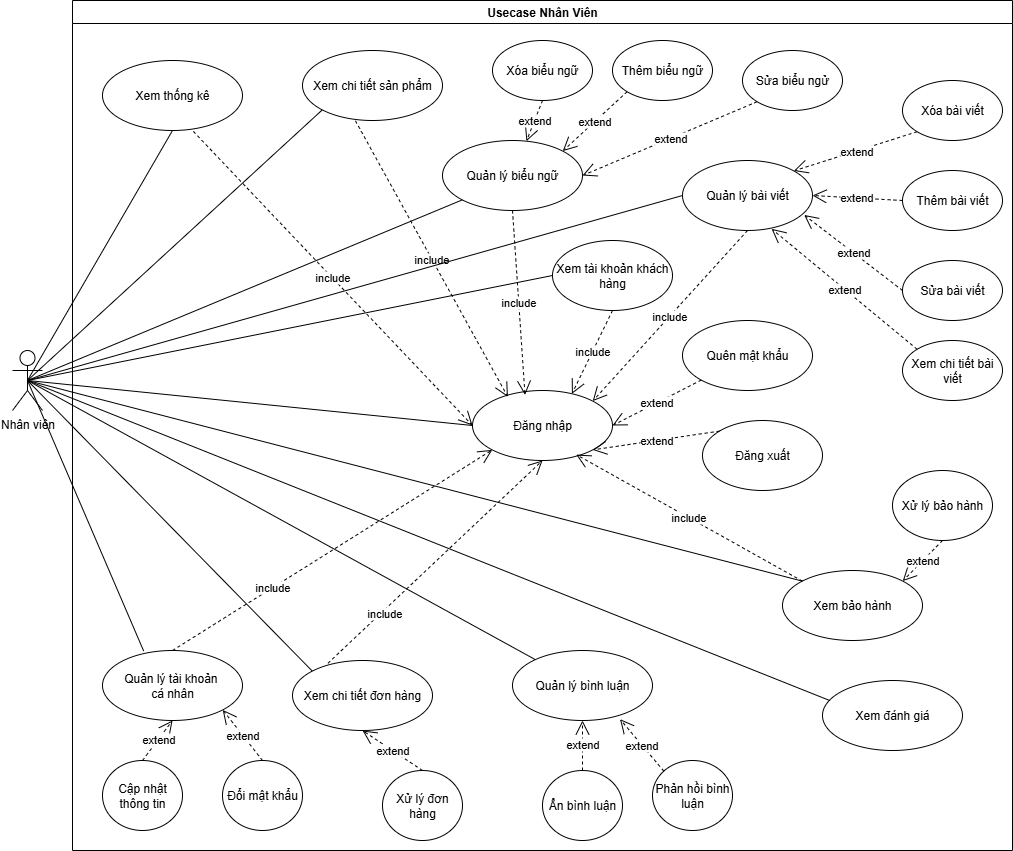 Usecase Nhân Viên
Xem thống kê
Xem chi tiết sản phẩm
Xóa biểu ngữ
Thêm biểu ngữ
Sửa biểu ngử
Xóa bài viết
extend
extend
extend
extend
Quản lý biểu ngữ
Quản lý bài viết
extend
Thêm bài viết
extend
include
include
Xem tài khoản khách
hàng
extend
Sửa bài viết
include
include
include
Quên mật khẩu
Xem chi tiết bài
viết
Nhân viên
extend
Đăng nhập
extend
Đăng xuất
include
Xử lý bảo hành
extend
include
include
Xem bảo hành
Quản lý tài khoản
cá nhân
Xem chi tiết đơn hàng
Quản lý bình luận
Xem đánh giá
extend
extend
extend
extend
extend
Cập nhật
thông tin
Đổi mật khẩu
Xử lý đơn
hàng
Ẩn bình luận
Phản hồi bình
luận